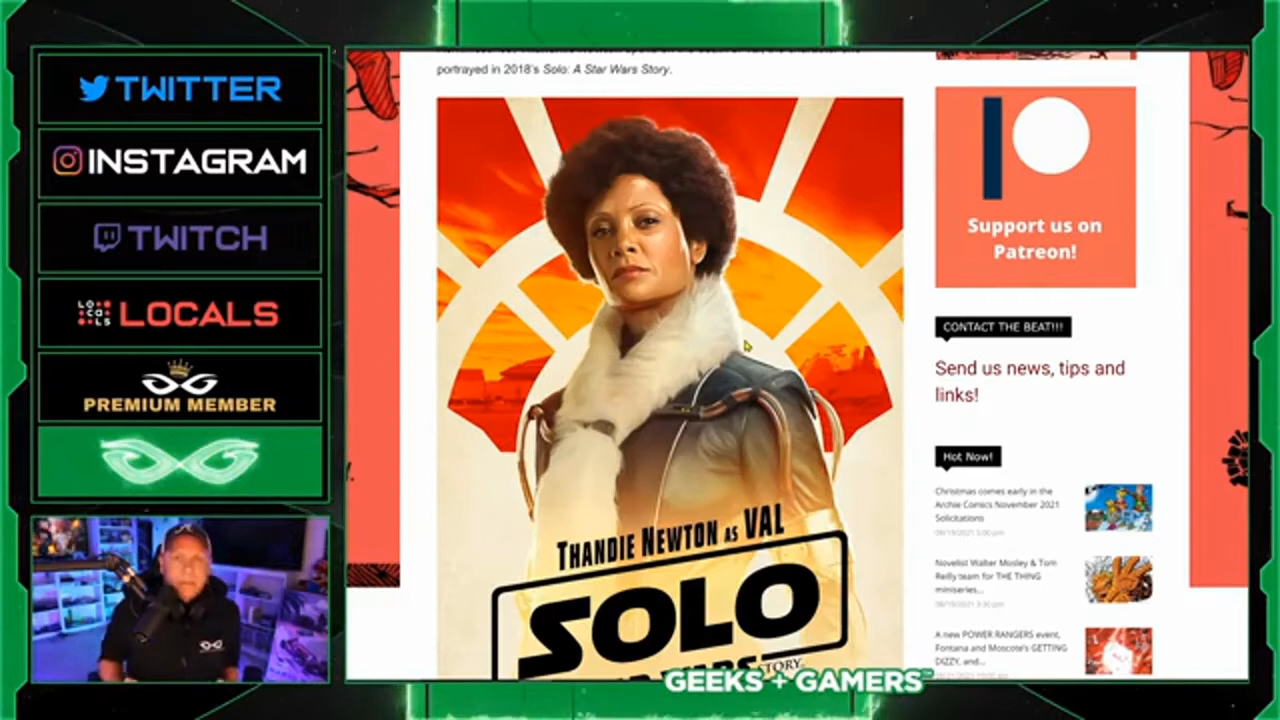 TWITTER
INSTAGRAM
TWITCH
LOCALS
PREMIUM MEMBER
portrayed in 2018's Solo: A Star Wars Story.
THANDIE NEWTON AS VAL
SOLO
STORY
GEEKS + GAMERS
Support us on
Patreon!
CONTACT THE BEAT!!!
Send us news, tips and
links!
Hot Now!
Christmas comes early in the
Archie Comics November 2021
Solicitations
Novelist Walter Mosley & Tom
Reilly team for THE THING
miniseries...
A new POWER RANGERS event,
Fontana and Moscote's GETTING
DIZZY, and...